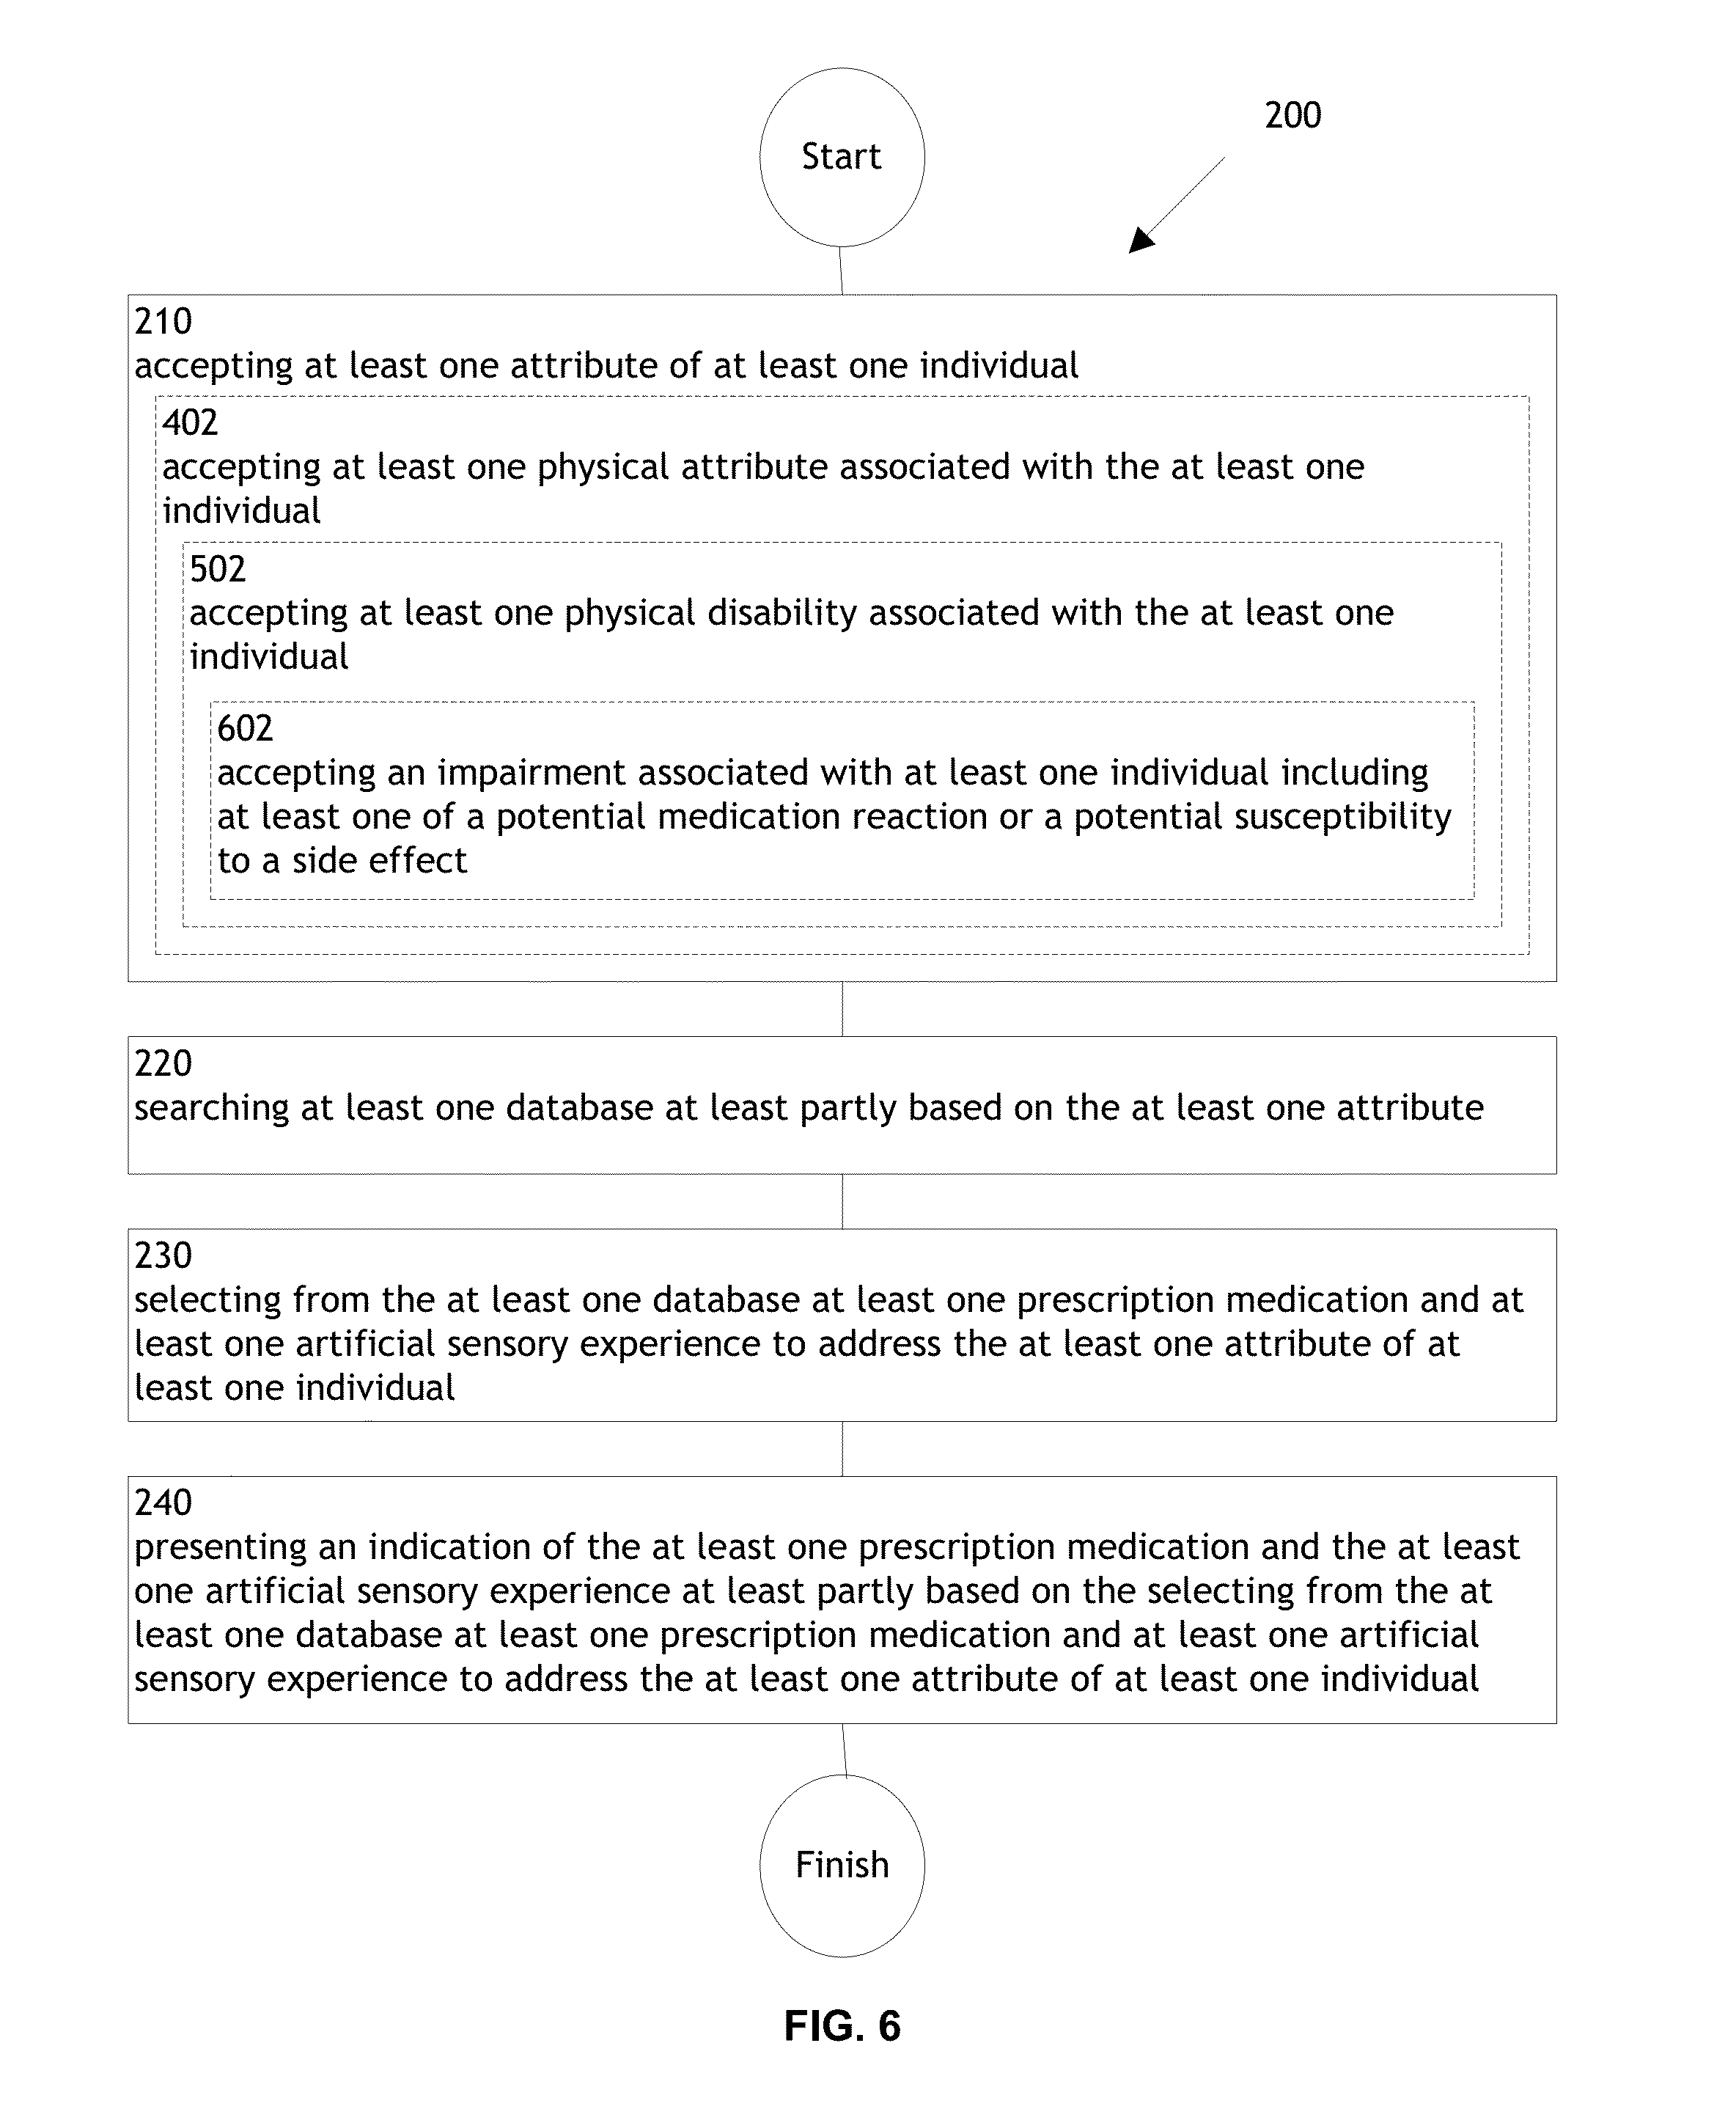 Start
200
210
accepting at least one attribute of at least one individual
402
accepting at least one physical attribute associated with the at least one
individual
502
accepting at least one physical disability associated with the at least one
individual
602
accepting an impairment associated with at least one individual including
at least one of a potential medication reaction or a potential susceptibility
to a side effect
220
searching at least one database at least partly based on the at least one attribute
230
selecting from the at least one database at least one prescription medication and at
least one artificial sensory experience to address the at least one attribute of at
least one individual
240
presenting an indication of the at least one prescription medication and the at least
one artificial sensory experience at least partly based on the selecting from the at
least one database at least one prescription medication and at least one artificial
sensory experience to address the at least one attribute of at least one individual
Finish
FIG. 6